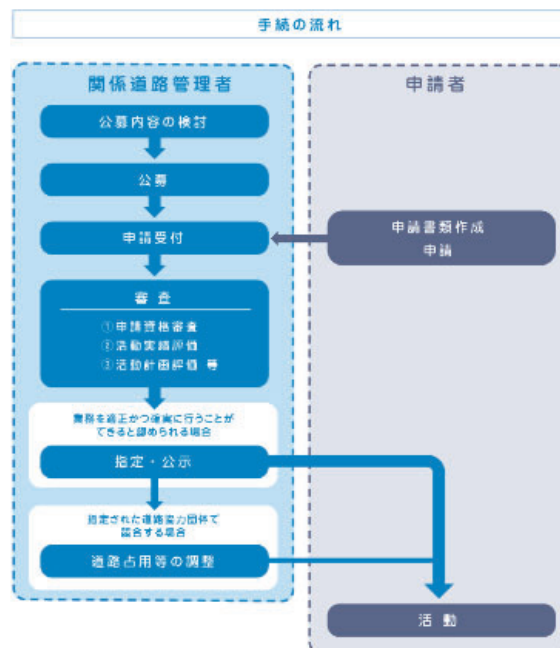 手続の流れ
関係道路管理者
申請者
公募内容の検討
公募
申請受付
申請書類作成
申請
審査
①申請資格審査
②活動実績評価
③活動計画評価 等
業務を適正かつ確実に行うことが
できると認められる場合
指定・公示
指定された道路協力団体で
競合する場合
道路占用等の調整
活動